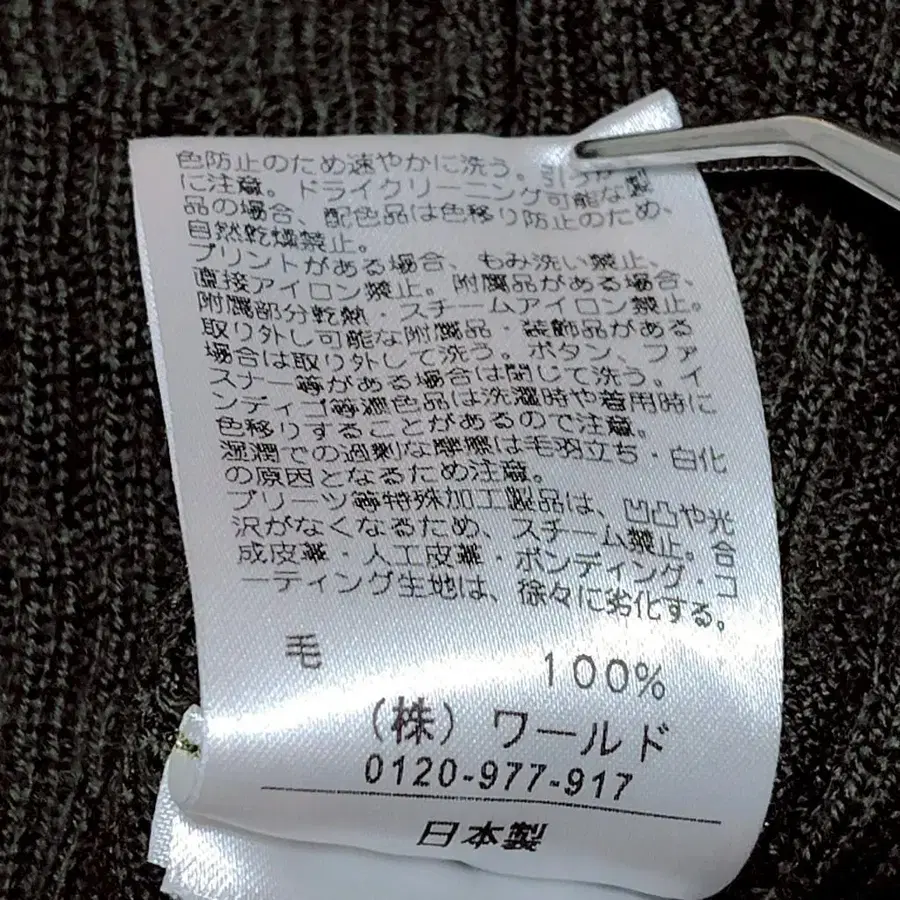 色防止のため速やかに洗う。引つや製
に注意。ドライクリーニング可能な
品の場合、配色品は色移り防止のため、
自然乾燥禁止。
プリントがある場合、もみ洗い禁止、
直接アイロン禁止。附属品がある場合、
附属部分乾熱・スチームアイロン禁止。
取り外し可能な附属品・装飾品がある
場合は取り外して洗う。ボタン、ファ
スナー等がある場合は閉じて洗う。イ
ンディゴ等濃色品は洗濯時や着用時に
色移りすることがあるので注意。
湿潤での過剰な摩擦は毛羽立ち・白化
の原因となるため注意。
プリーツ等特殊加工製品は、凹凸や光
沢がなくなるため、スチーム禁止。合
成皮革・人工皮革・ボンディング・コ
ーティング生地は、徐々に劣化する。
毛 100%
(株) ワールド
0120-977-917
日本製